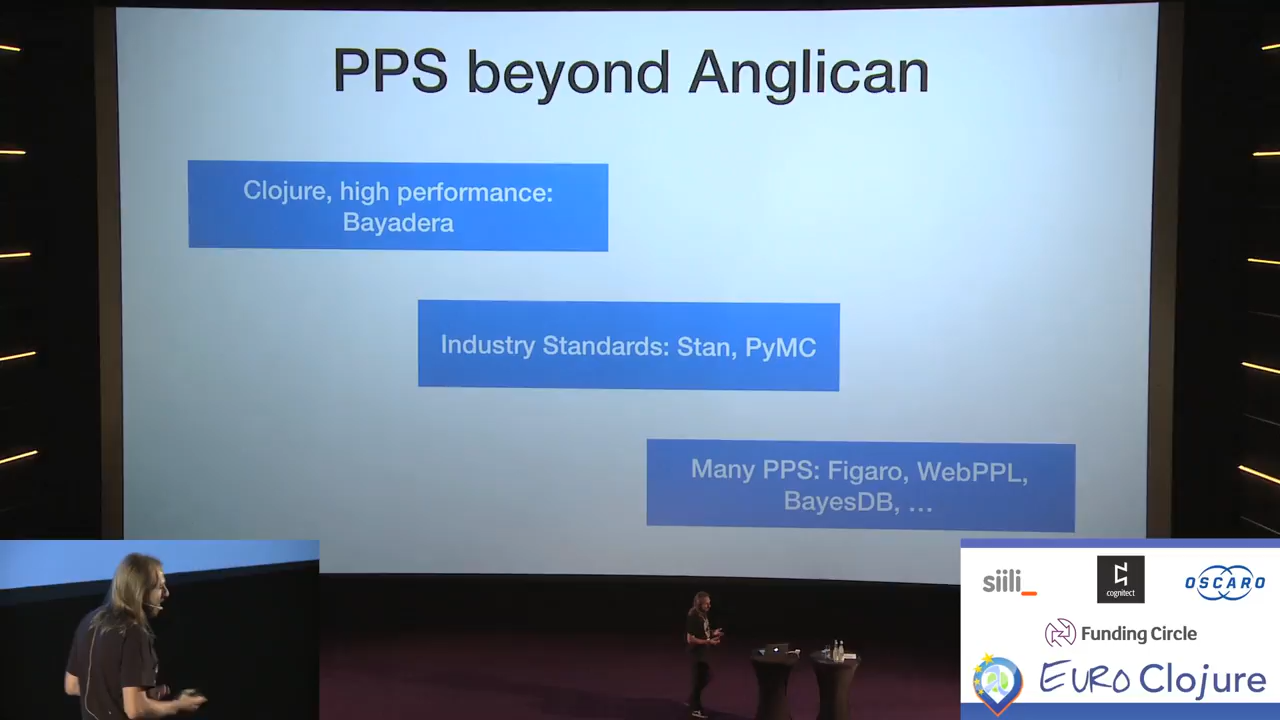 PPS beyond Anglican
Clojure, high performance:
Bayadera
Industry Standards: Stan, PyMC
Many PPS: Figaro, WebPPL,
BayesDB, ...
siili_
cognitect
OSCARO
Funding Circle
EURO Clojure